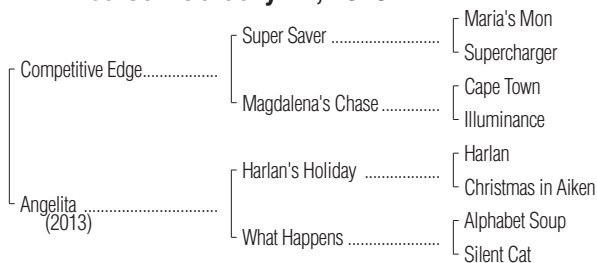 Maria's Mon
Super Saver ......................
Supercharger
Competitive Edge...............
Cape Town
Magdalena's Chase ............
Illuminance
Harlan
Harlan's Holiday ...............
Christmas in Aiken
Angelita ...........................
(2013)
Alphabet Soup
What Happens ..................
Silent Cat